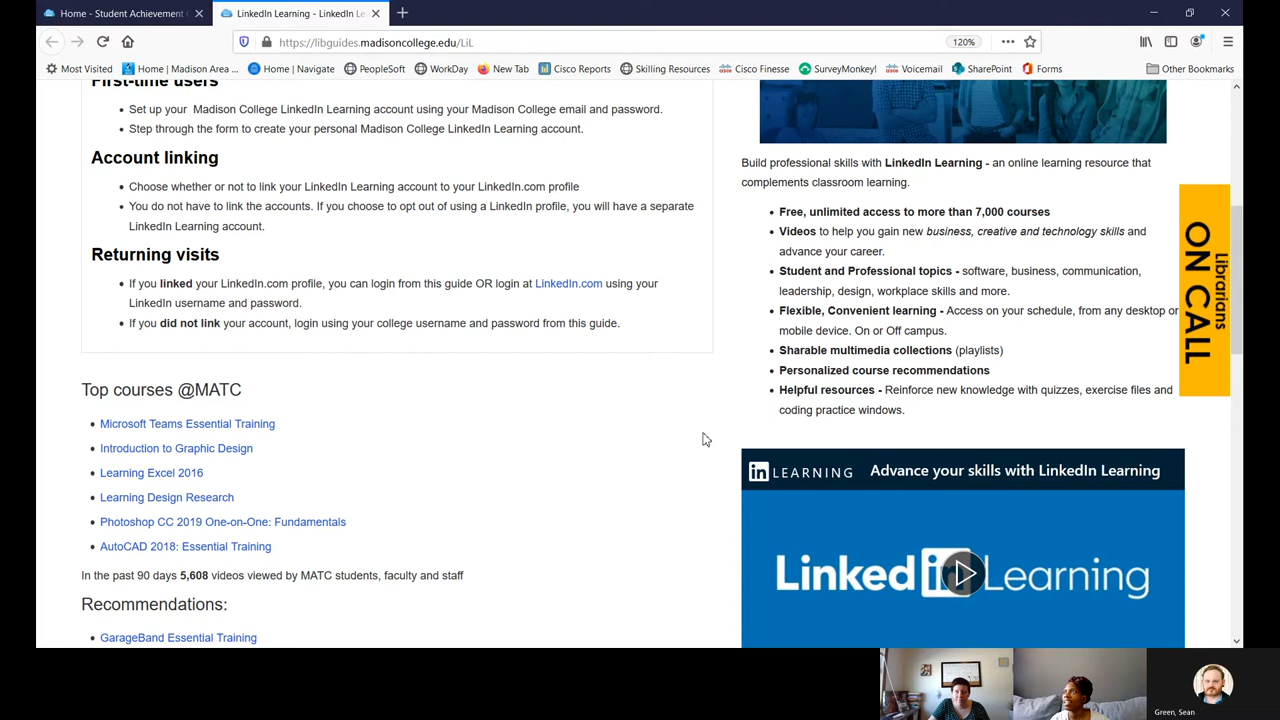 Home - Student Achievement
LinkedIn Learning - LinkedIn Le
https://libguides.madisoncollege.edu/LiL
120%
Most Visited
Home | Madison Area ...
Home | Navigate
PeopleSoft
WorkDay
New Tab
Cisco Reports
Skilling Resources
Cisco Finesse
SurveyMonkey!
Voicemail
SharePoint
Forms
Other Bookmarks
First-time users
Set up your Madison College LinkedIn Learning account using your Madison College email and password.
Step through the form to create your personal Madison College LinkedIn Learning account.
Account linking
Choose whether or not to link your LinkedIn Learning account to your LinkedIn.com profile
You do not have to link the accounts. If you choose to opt out of using a LinkedIn profile, you will have a separate
LinkedIn Learning account.
Returning visits
If you linked your LinkedIn.com profile, you can login from this guide OR login at LinkedIn.com using your
LinkedIn username and password.
If you did not link your account, login using your college username and password from this guide.
Top courses @MATC
Microsoft Teams Essential Training
Introduction to Graphic Design
Learning Excel 2016
Learning Design Research
Photoshop CC 2019 One-on-One: Fundamentals
AutoCAD 2018: Essential Training
In the past 90 days 5,608 videos viewed by MATC students, faculty and staff
Recommendations:
GarageBand Essential Training
Build professional skills with LinkedIn Learning - an online learning resource that
complements classroom learning.
Free, unlimited access to more than 7,000 courses
Videos to help you gain new business, creative and technology skills and
advance your career.
Student and Professional topics - software, business, communication,
leadership, design, workplace skills and more.
Flexible, Convenient learning - Access on your schedule, from any desktop or
mobile device. On or Off campus.
Sharable multimedia collections (playlists)
Personalized course recommendations
Helpful resources - Reinforce new knowledge with quizzes, exercise files and
coding practice windows.
Librarians
ON CALL
in LEARNING
Advance your skills with LinkedIn Learning
Linked in Learning
Green, Sean